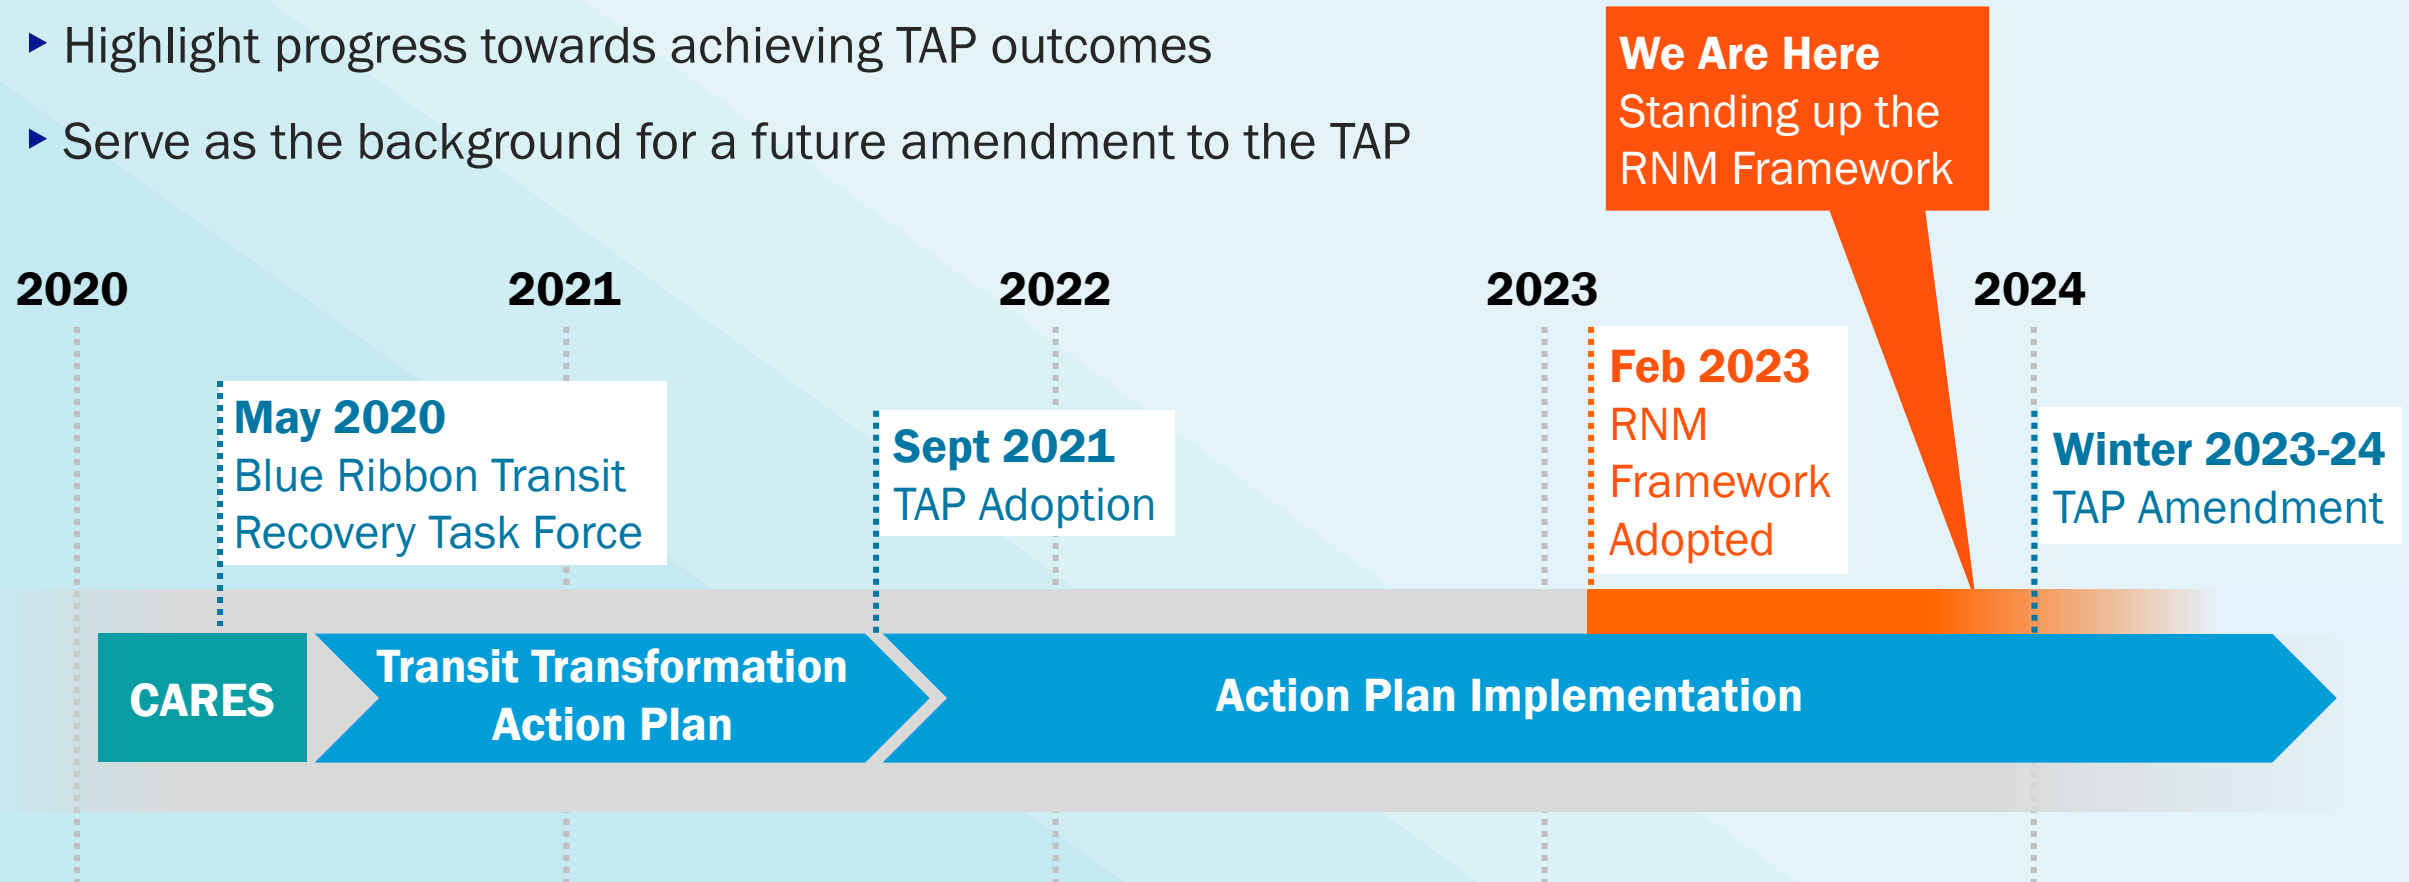 Highlight progress towards achieving TAP outcomes
Serve as the background for a future amendment to the TAP
We Are Here
Standing up the
RNM Framework
2020
2021
2022
2023
2024
May 2020
Blue Ribbon Transit
Recovery Task Force
Sept 2021
TAP Adoption
Feb 2023
RNM
Framework
Adopted
Winter 2023-24
TAP Amendment
CARES
Transit Transformation
Action Plan
Action Plan Implementation